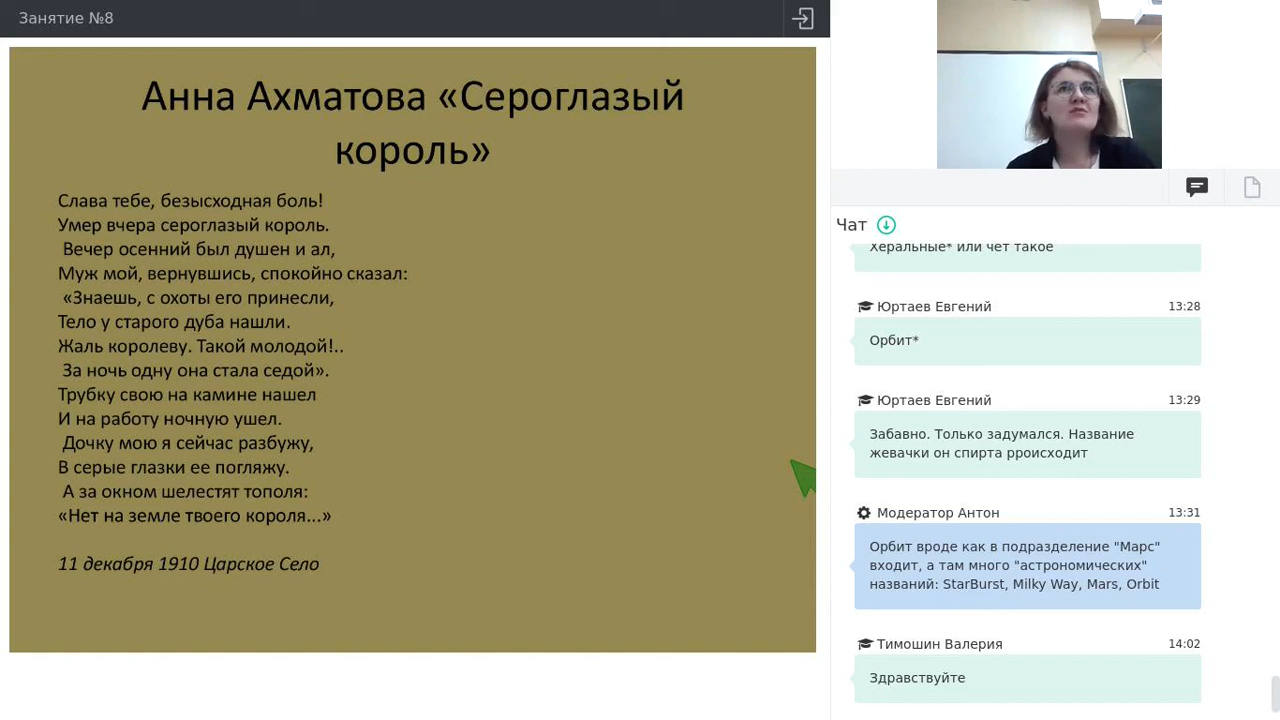 Занятие №8
Анна Ахматова «Сероглазый
король»
Слава тебе, безысходная боль!
Умер вчера сероглазый король.
Вечер осенний был душен и ал,
Муж мой, вернувшись, спокойно сказал:
«Знаешь, с охоты его принесли,
Тело у старого дуба нашли.
Жаль королеву. Такой молодой!..
За ночь одну она стала седой».
Трубку свою на камине нашел
И на работу ночную ушел.
Дочку мою я сейчас разбужу,
В серые глазки ее погляжу.
А за окном шелестят тополя:
«Нет на земле твоего короля...»
11 декабря 1910 Царское Село
Чат
Херальные* или чет такое
Юртаев Евгений 13:28
Орбит*
Юртаев Евгений 13:29
Забавно. Только задумался. Название
жевачки он спирта рроисходит
Модератор Антон 13:31
Орбит вроде как в подразделение "Марс"
входит, а там много "астрономических"
названий: StarBurst, Milky Way, Mars, Orbit
Тимошин Валерия 14:02
Здравствуйте